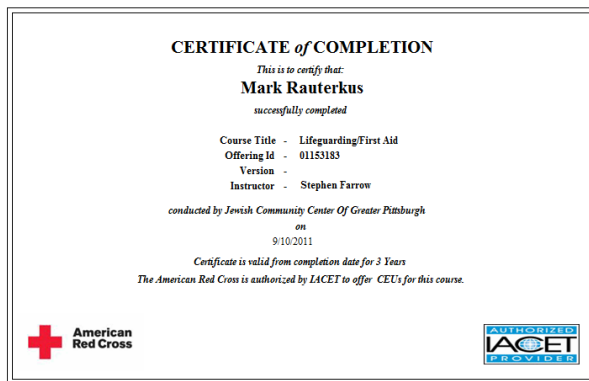 CERTIFICATE of COMPLETION
This is to certify that:
Mark Rauterkus
successfully completed
Course Title - Lifeguarding/First Aid
Offering Id - 01153183
Version -
Instructor - Stephen Farrow
conducted by Jewish Community Center Of Greater Pittsburgh
on
9/10/2011
Certificate is valid from completion date for 3 Years
The American Red Cross is authorized by IACET to offer CEUs for this course.
American
Red Cross
AUTHORIZED
IACET
PROVIDER